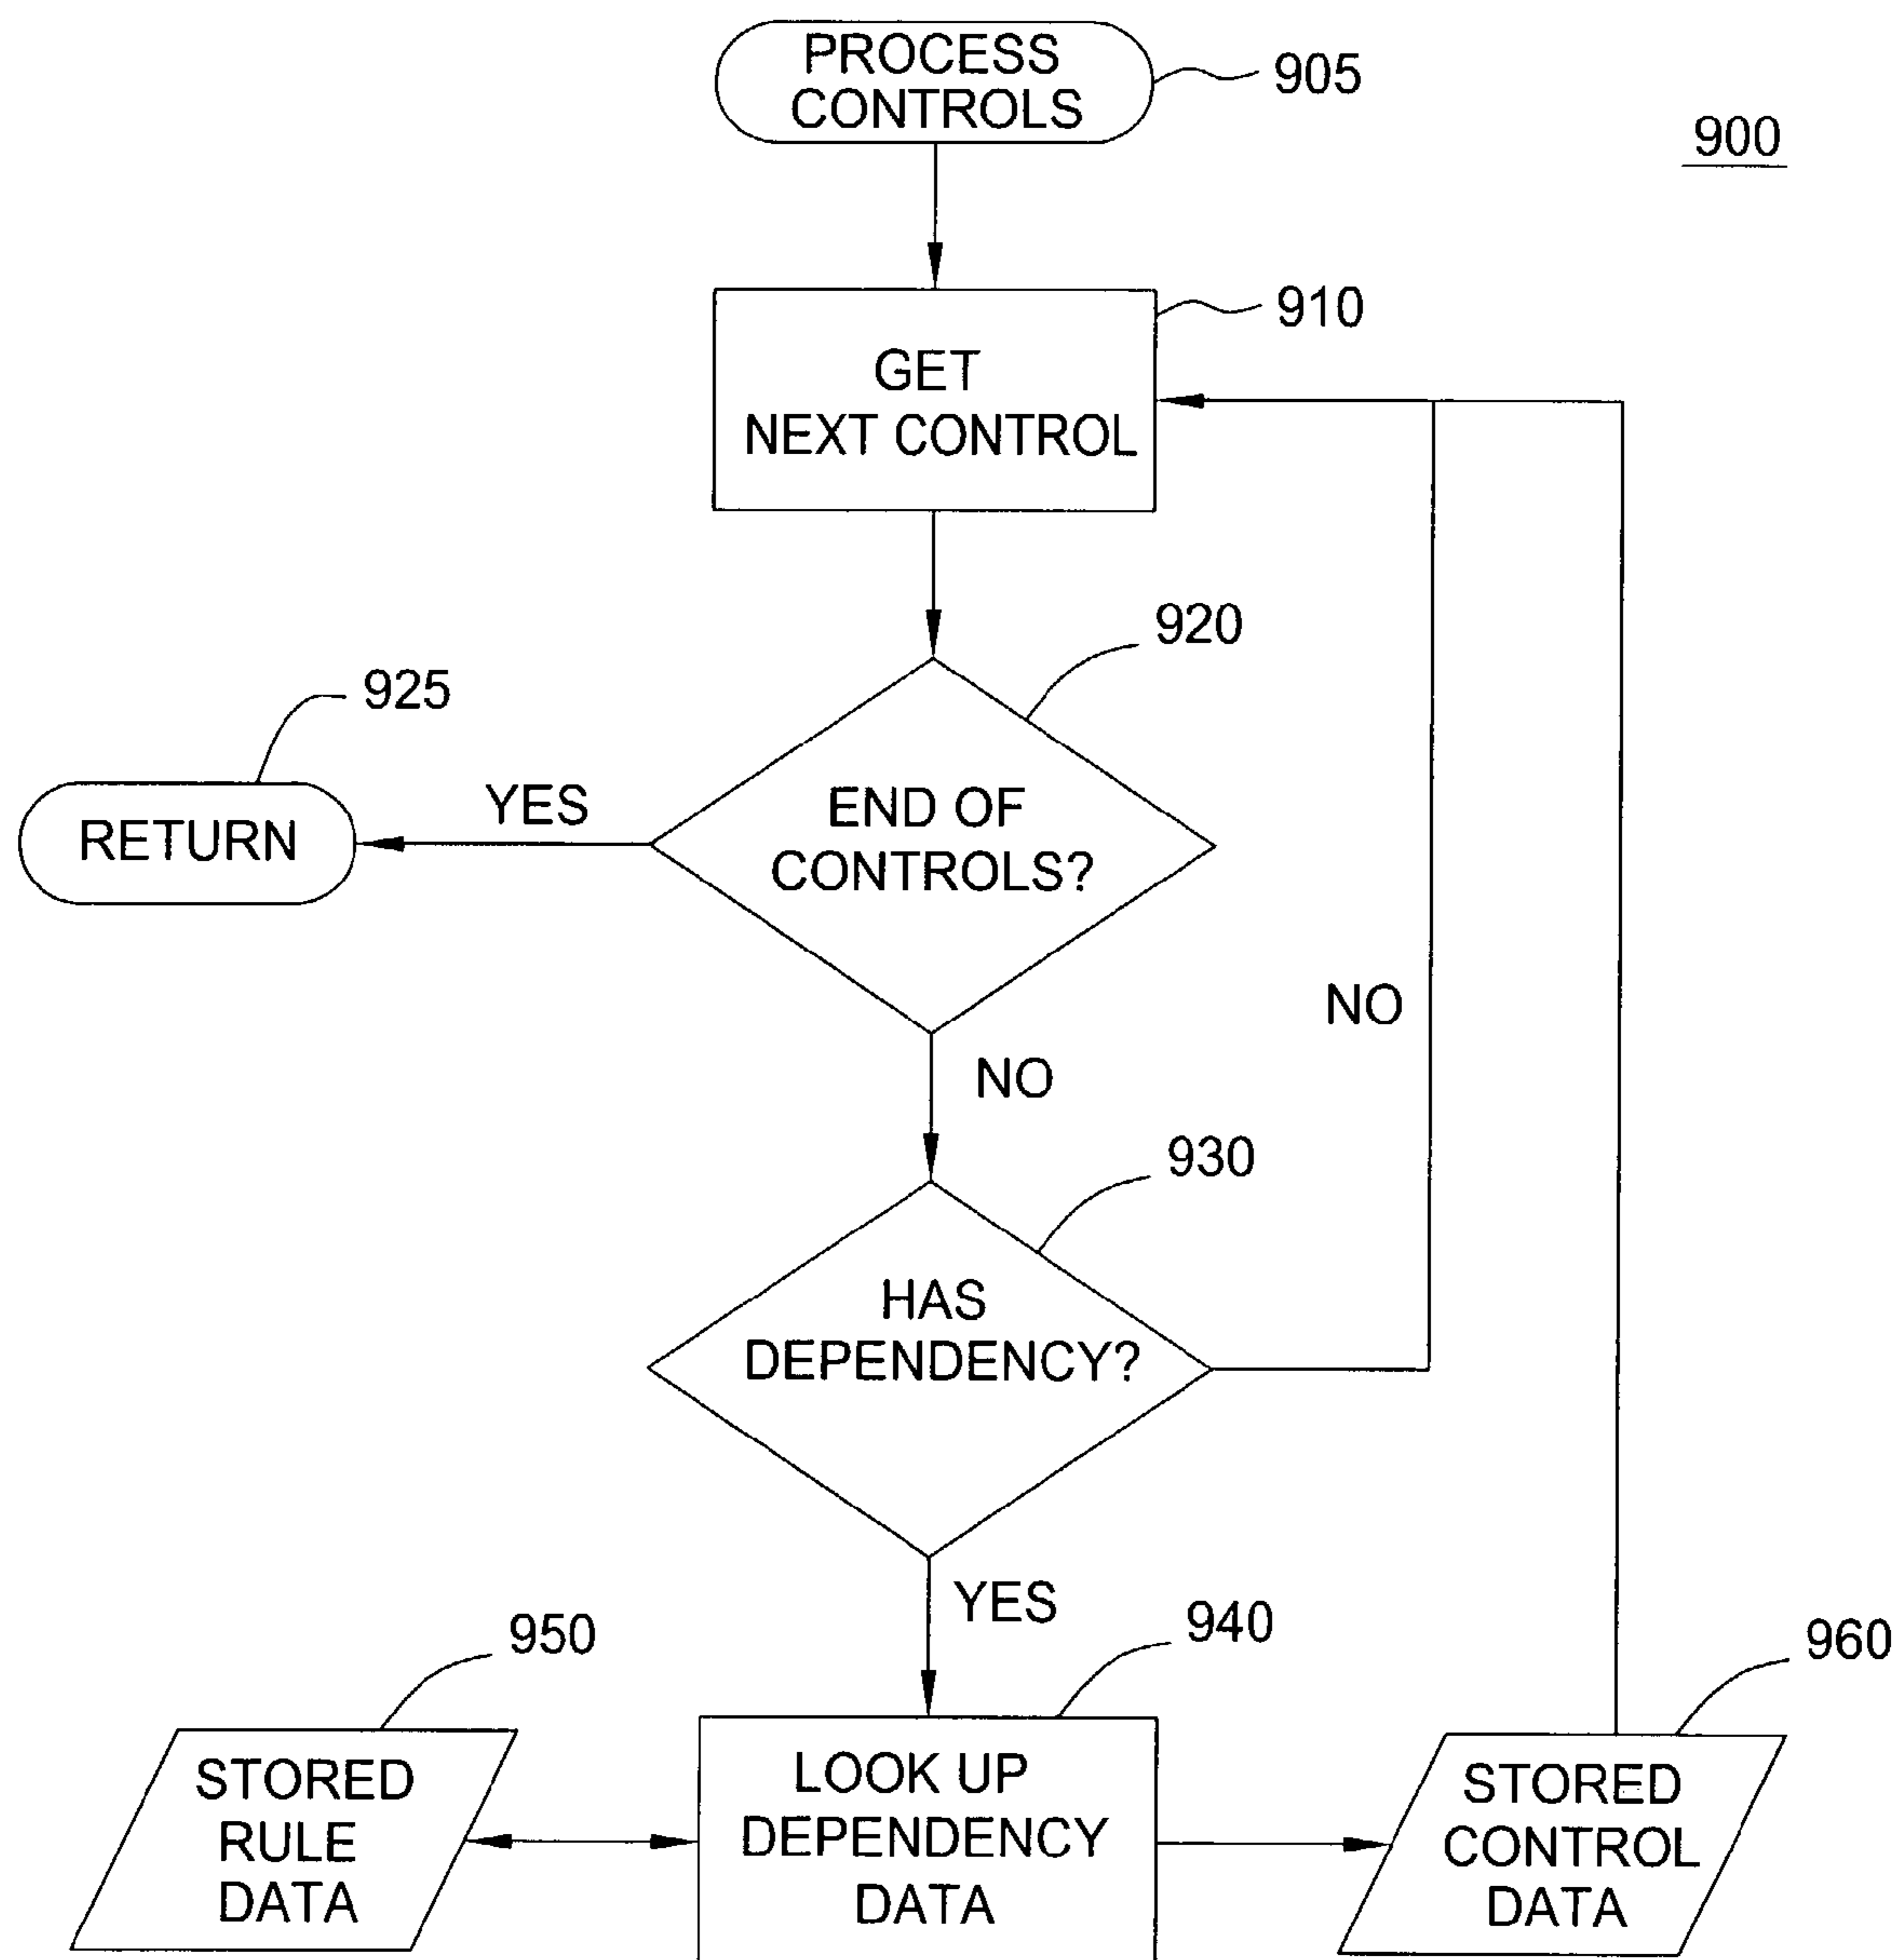 PROCESS
CONTROLS
905
900
910
GET
NEXT CONTROL
920
925
YES
RETURN
END OF
CONTROLS?
NO
NO
930
HAS
DEPENDENCY?
YES
940
950
960
STORED
RULE
DATA
LOOK UP
DEPENDENCY
DATA
STORED
CONTROL
DATA